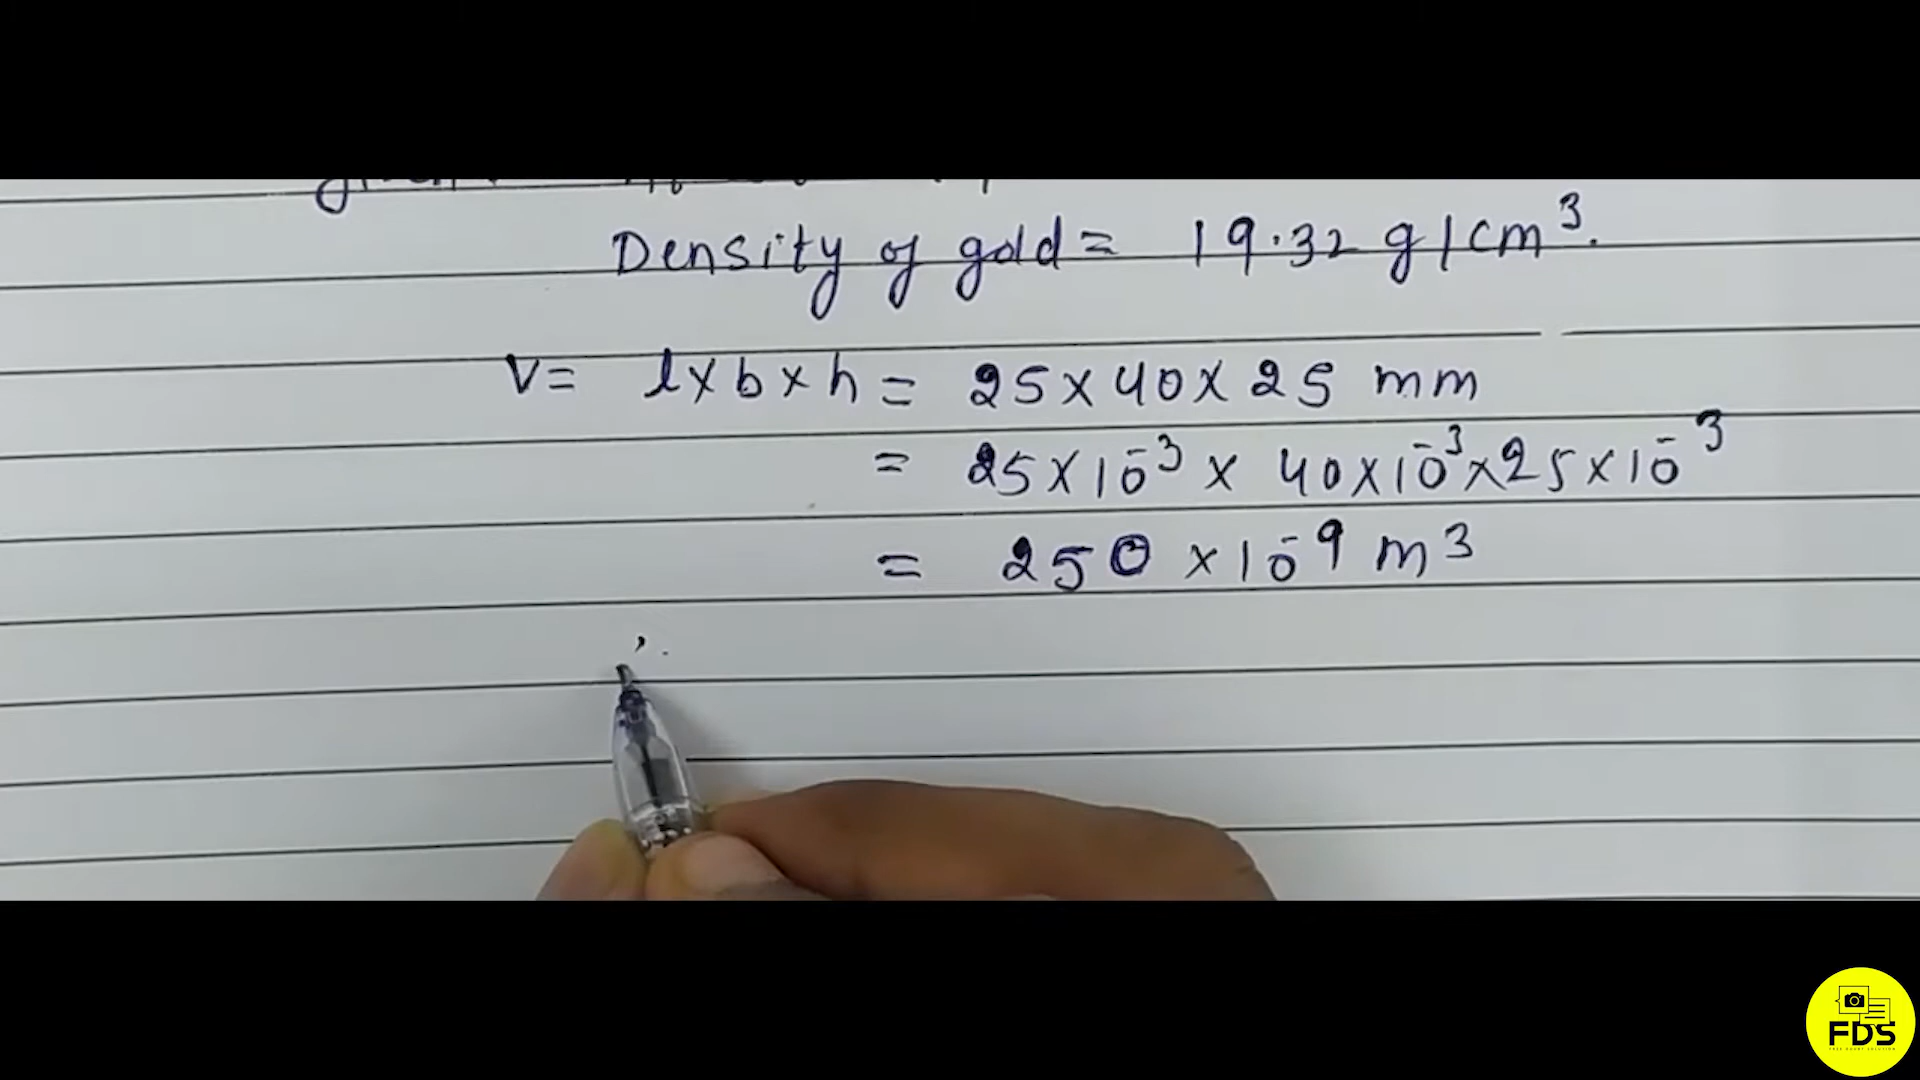 Density of gold = 19.32 g/cm³.
V= l×b×h = 25×40×25 mm
= 25×10⁻³ × 40×10⁻³×25×10⁻³
= 250 ×10⁻⁹ m³
FDS